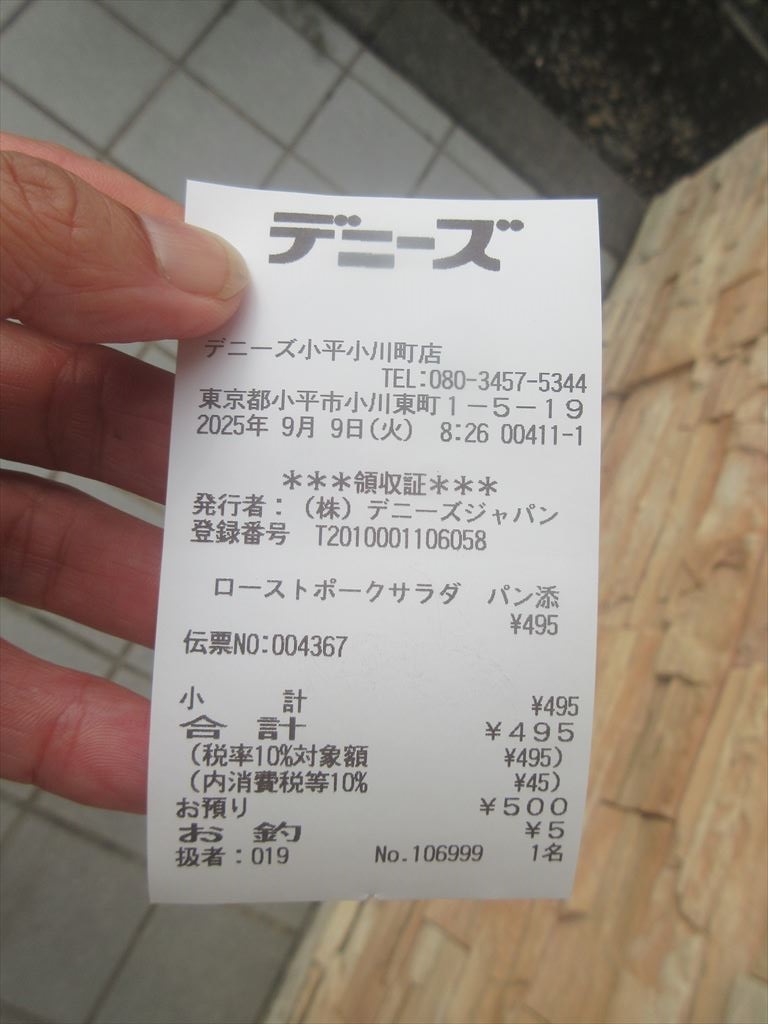 デニーズ
デニーズ小平小川町店
TEL:080-3457-5344
東京都小平市小川東町１－５－１９
2025年 9月 9日(火) 8:26 00411-1
＊＊＊領収証＊＊＊
発行者：（株）デニーズジャパン
登録番号 T2010001106058
ローストポークサラダ パン添
¥495
伝票NO:004367
小 計 ¥495
合 計 ¥４９５
(税率10%対象額 ¥495)
(内消費税等10% ¥45)
お預り ¥５００
お 釣 ¥５
扱者：019 No.106999 1名